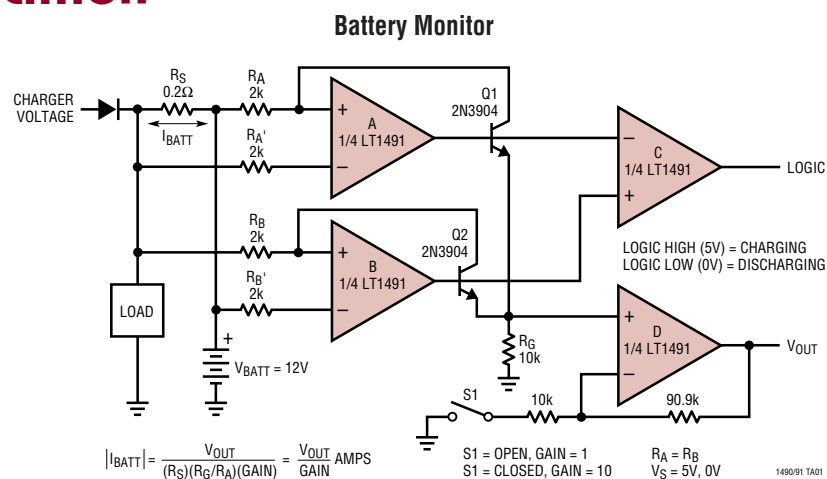 Battery Monitor
CHARGER
VOLTAGE
RS
0.2Ω
IBATT
RA
2k
RA'
2k
+
A
1/4 LT1491
–
Q1
2N3904
–
C
1/4 LT1491
+
LOGIC
LOGIC HIGH (5V) = CHARGING
LOGIC LOW (0V) = DISCHARGING
RB
2k
RB'
2k
+
B
1/4 LT1491
–
Q2
2N3904
LOAD
+
VBATT = 12V
RG
10k
+
D
1/4 LT1491
–
VOUT
S1
10k
90.9k
|IBATT| = VOUT / (RS)(RG/RA)(GAIN) = VOUT / GAIN AMPS
S1 = OPEN, GAIN = 1
S1 = CLOSED, GAIN = 10
RA = RB
VS = 5V, 0V
1490/91 TA01